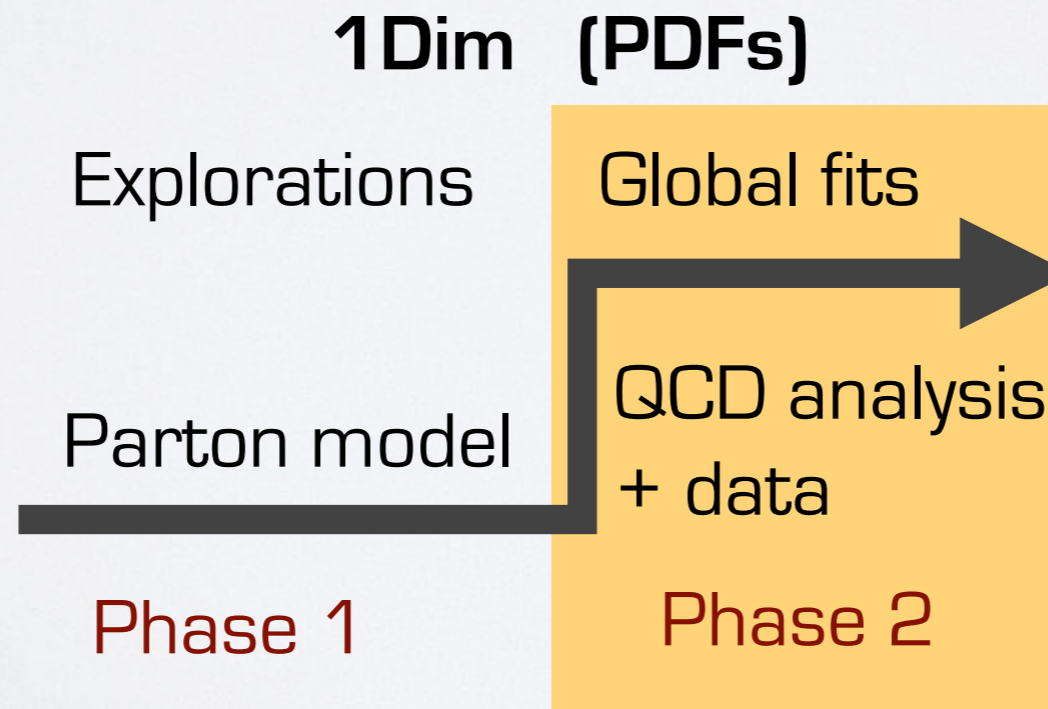 1Dim (PDFs)
Explorations
Global fits
Parton model
QCD analysis
+ data
Phase 1
Phase 2